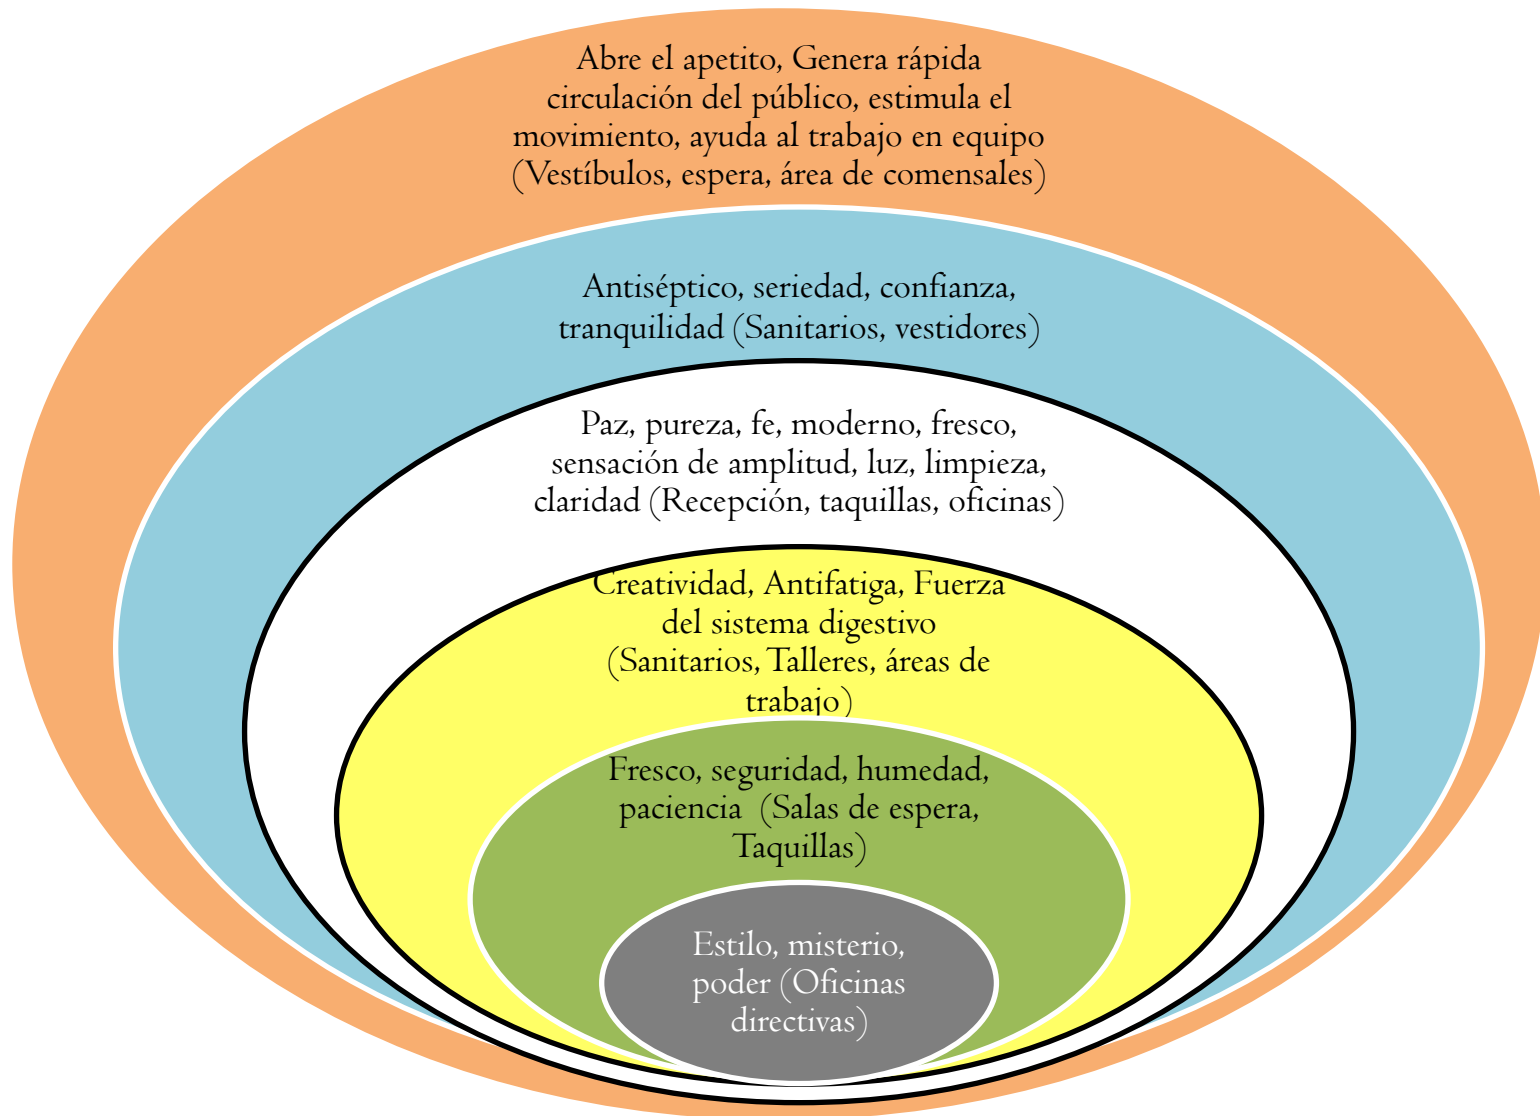 Abre el apetito, Genera rápida
circulación del público, estimula el
movimiento, ayuda al trabajo en equipo
(Vestíbulos, espera, área de comensales)
Antiséptico, seriedad, confianza,
tranquilidad (Sanitarios, vestidores)
Paz, pureza, fe, moderno, fresco,
sensación de amplitud, luz, limpieza,
claridad (Recepción, taquillas, oficinas)
Creatividad, Antifatiga, Fuerza
del sistema digestivo
(Sanitarios, Talleres, áreas de
trabajo)
Fresco, seguridad, humedad,
paciencia (Salas de espera,
Taquillas)
Estilo, misterio,
poder (Oficinas
directivas)